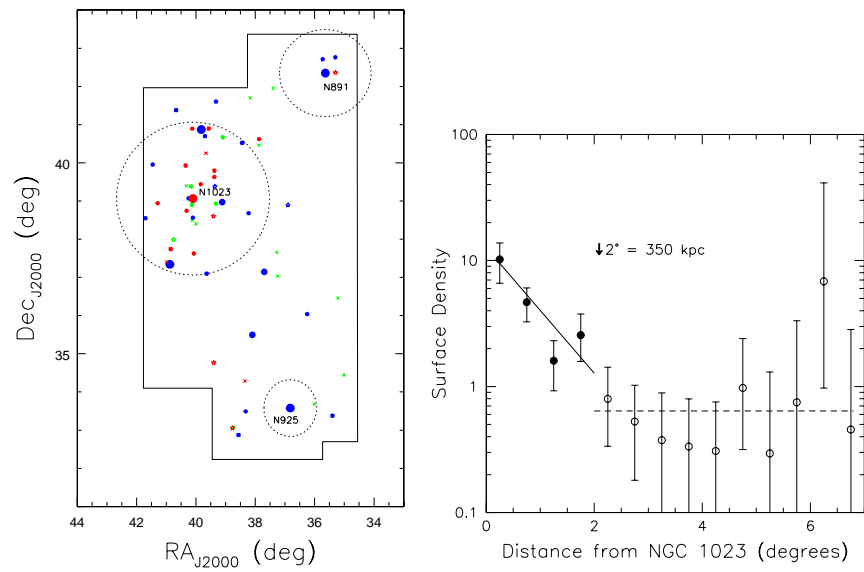 N891
N1023
N925
40
35
44
42
40
38
36
34
Dec_J2000 (deg)
RA_J2000 (deg)
100
10
1
0.1
↓2° = 350 kpc
0
2
4
6
Surface Density
Distance from NGC 1023 (degrees)